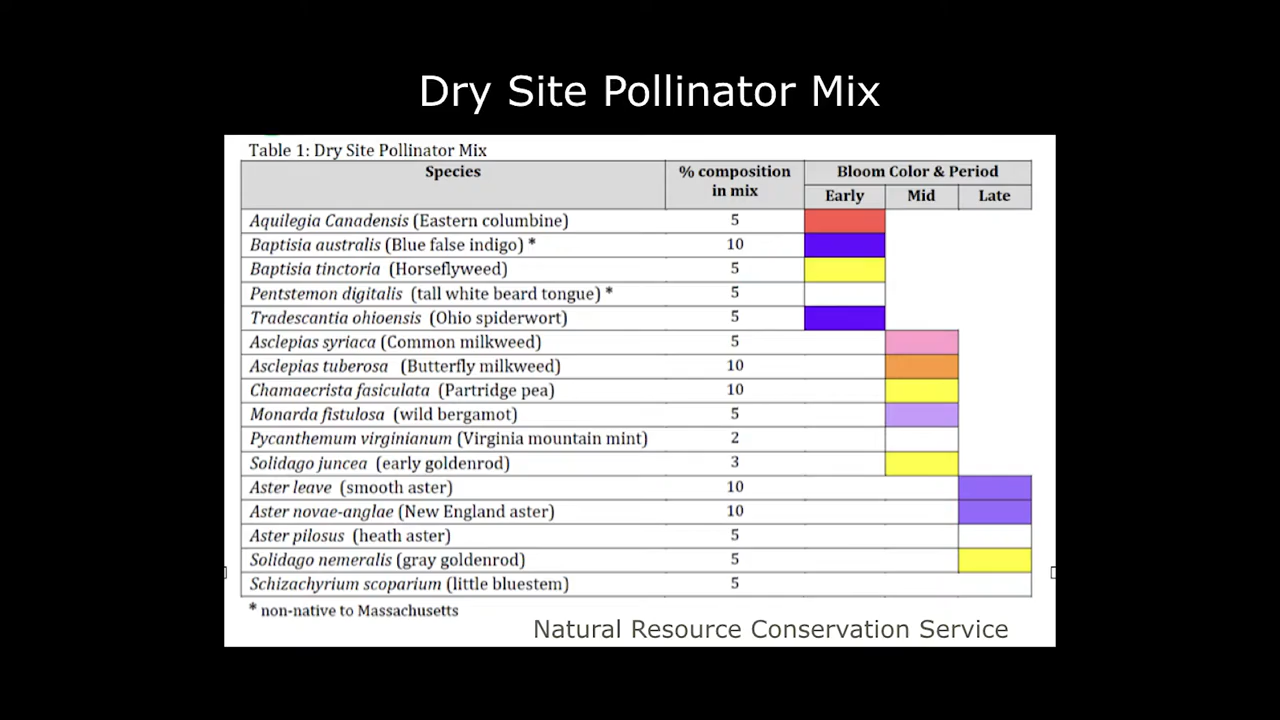 Dry Site Pollinator Mix
Table 1: Dry Site Pollinator Mix
Species % composition in mix Bloom Color & Period
Early Mid Late
Aquilegia Canadensis (Eastern columbine) 5
Baptisia australis (Blue false indigo) * 10
Baptisia tinctoria (Horseflyweed) 5
Pentstemon digitalis (tall white beard tongue) * 5
Tradescantia ohioensis (Ohio spiderwort) 5
Asclepias syriaca (Common milkweed) 5
Asclepias tuberosa (Butterfly milkweed) 10
Chamaecrista fasiculata (Partridge pea) 10
Monarda fistulosa (wild bergamot) 5
Pycanthemum virginianum (Virginia mountain mint) 2
Solidago juncea (early goldenrod) 3
Aster leave (smooth aster) 10
Aster novae-anglae (New England aster) 10
Aster pilosus (heath aster) 5
Solidago nemeralis (gray goldenrod) 5
Schizachyrium scoparium (little bluestem) 5
* non-native to Massachusetts
Natural Resource Conservation Service